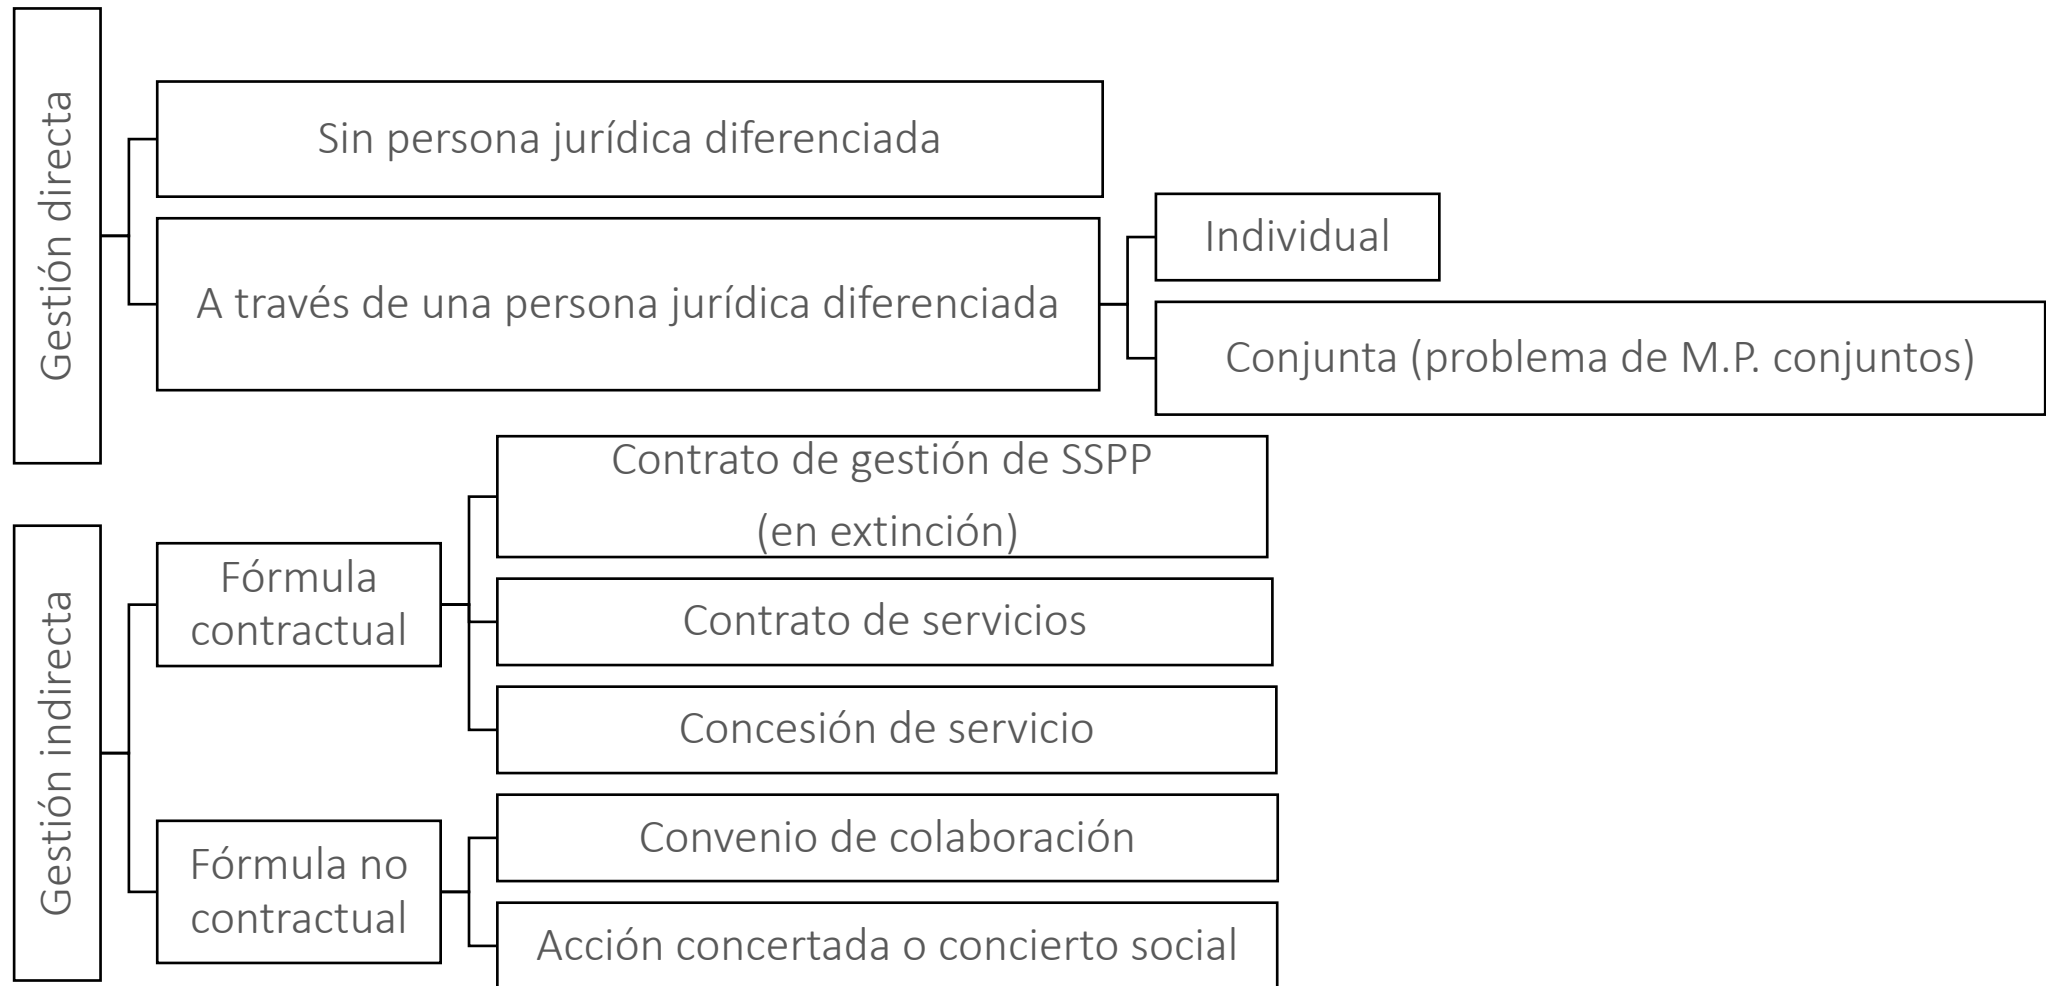 Gestión directa
Sin persona jurídica diferenciada
A través de una persona jurídica diferenciada
Individual
Conjunta (problema de M.P. conjuntos)
Gestión indirecta
Fórmula
contractual
Contrato de gestión de SSPP
(en extinción)
Contrato de servicios
Concesión de servicio
Fórmula no
contractual
Convenio de colaboración
Acción concertada o concierto social